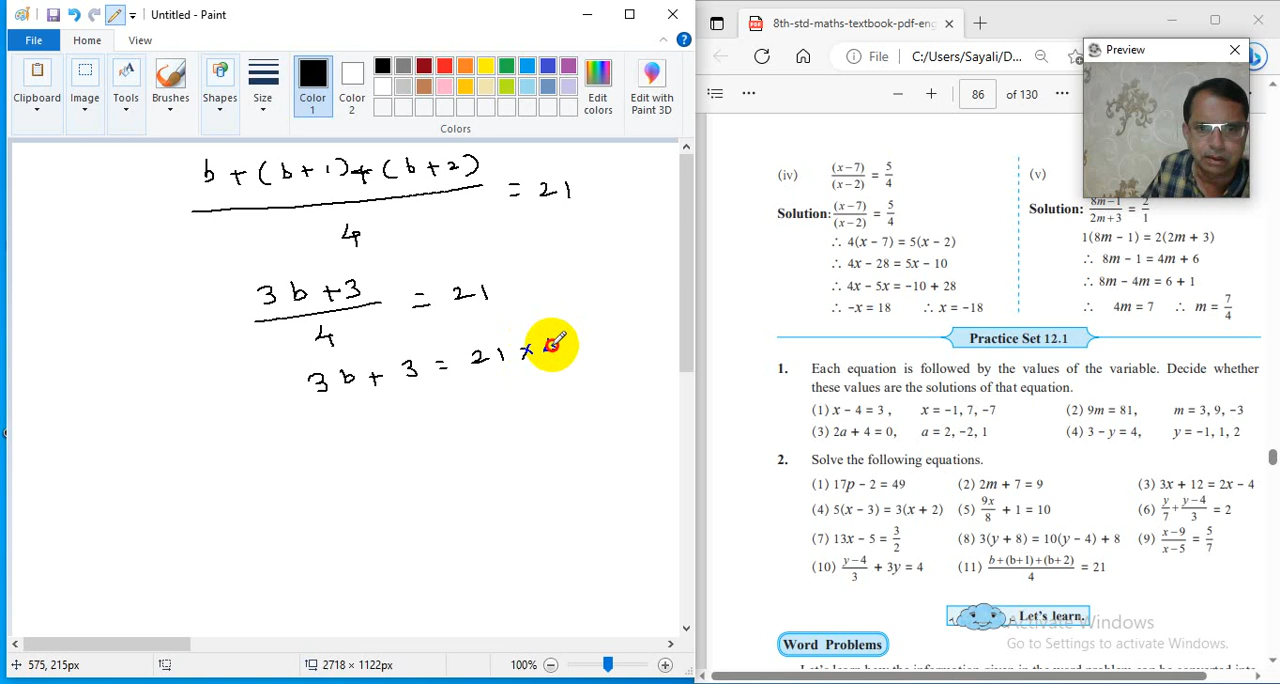 Untitled - Paint
File Home View
Clipboard Image Tools Brushes Shapes Size Color 1 Color 2 Edit colors Edit with Paint 3D
Colors
b + (b+1) + (b+2)
= 21
4
3b+3
= 21
4
3b + 3 = 21 ×
575, 215px
2718 × 1122px
100%
8th-std-maths-textbook-pdf-en
File C:/Users/Sayali/D...
86 of 130
Preview
(iv) (x−7)/(x−2) = 5/4
Solution: (x−7)/(x−2) = 5/4
∴ 4(x − 7) = 5(x − 2)
∴ 4x − 28 = 5x − 10
∴ 4x − 5x = −10 + 28
∴ −x = 18 ∴ x = −18
(v)
Solution: 8m−1/2m+3 = 2/1
1(8m − 1) = 2(2m + 3)
∴ 8m − 1 = 4m + 6
∴ 8m − 4m = 6 + 1
∴ 4m = 7 ∴ m = 7/4
Practice Set 12.1
1. Each equation is followed by the values of the variable. Decide whether
these values are the solutions of that equation.
(1) x − 4 = 3 , x = −1, 7, −7 (2) 9m = 81, m = 3, 9, −3
(3) 2a + 4 = 0, a = 2, −2, 1 (4) 3 − y = 4, y = −1, 1, 2
2. Solve the following equations.
(1) 17p − 2 = 49 (2) 2m + 7 = 9 (3) 3x + 12 = 2x − 4
(4) 5(x − 3) = 3(x + 2) (5) 9x/8 + 1 = 10 (6) y/7 + y−4/3 = 2
(7) 13x − 5 = 3/2 (8) 3(y + 8) = 10(y − 4) + 8 (9) x−9/x−5 = 5/7
(10) y−4/3 + 3y = 4 (11) b+(b+1)+(b+2)/4 = 21
Let's learn.
Activate Windows
Go to Settings to activate Windows.
Word Problems